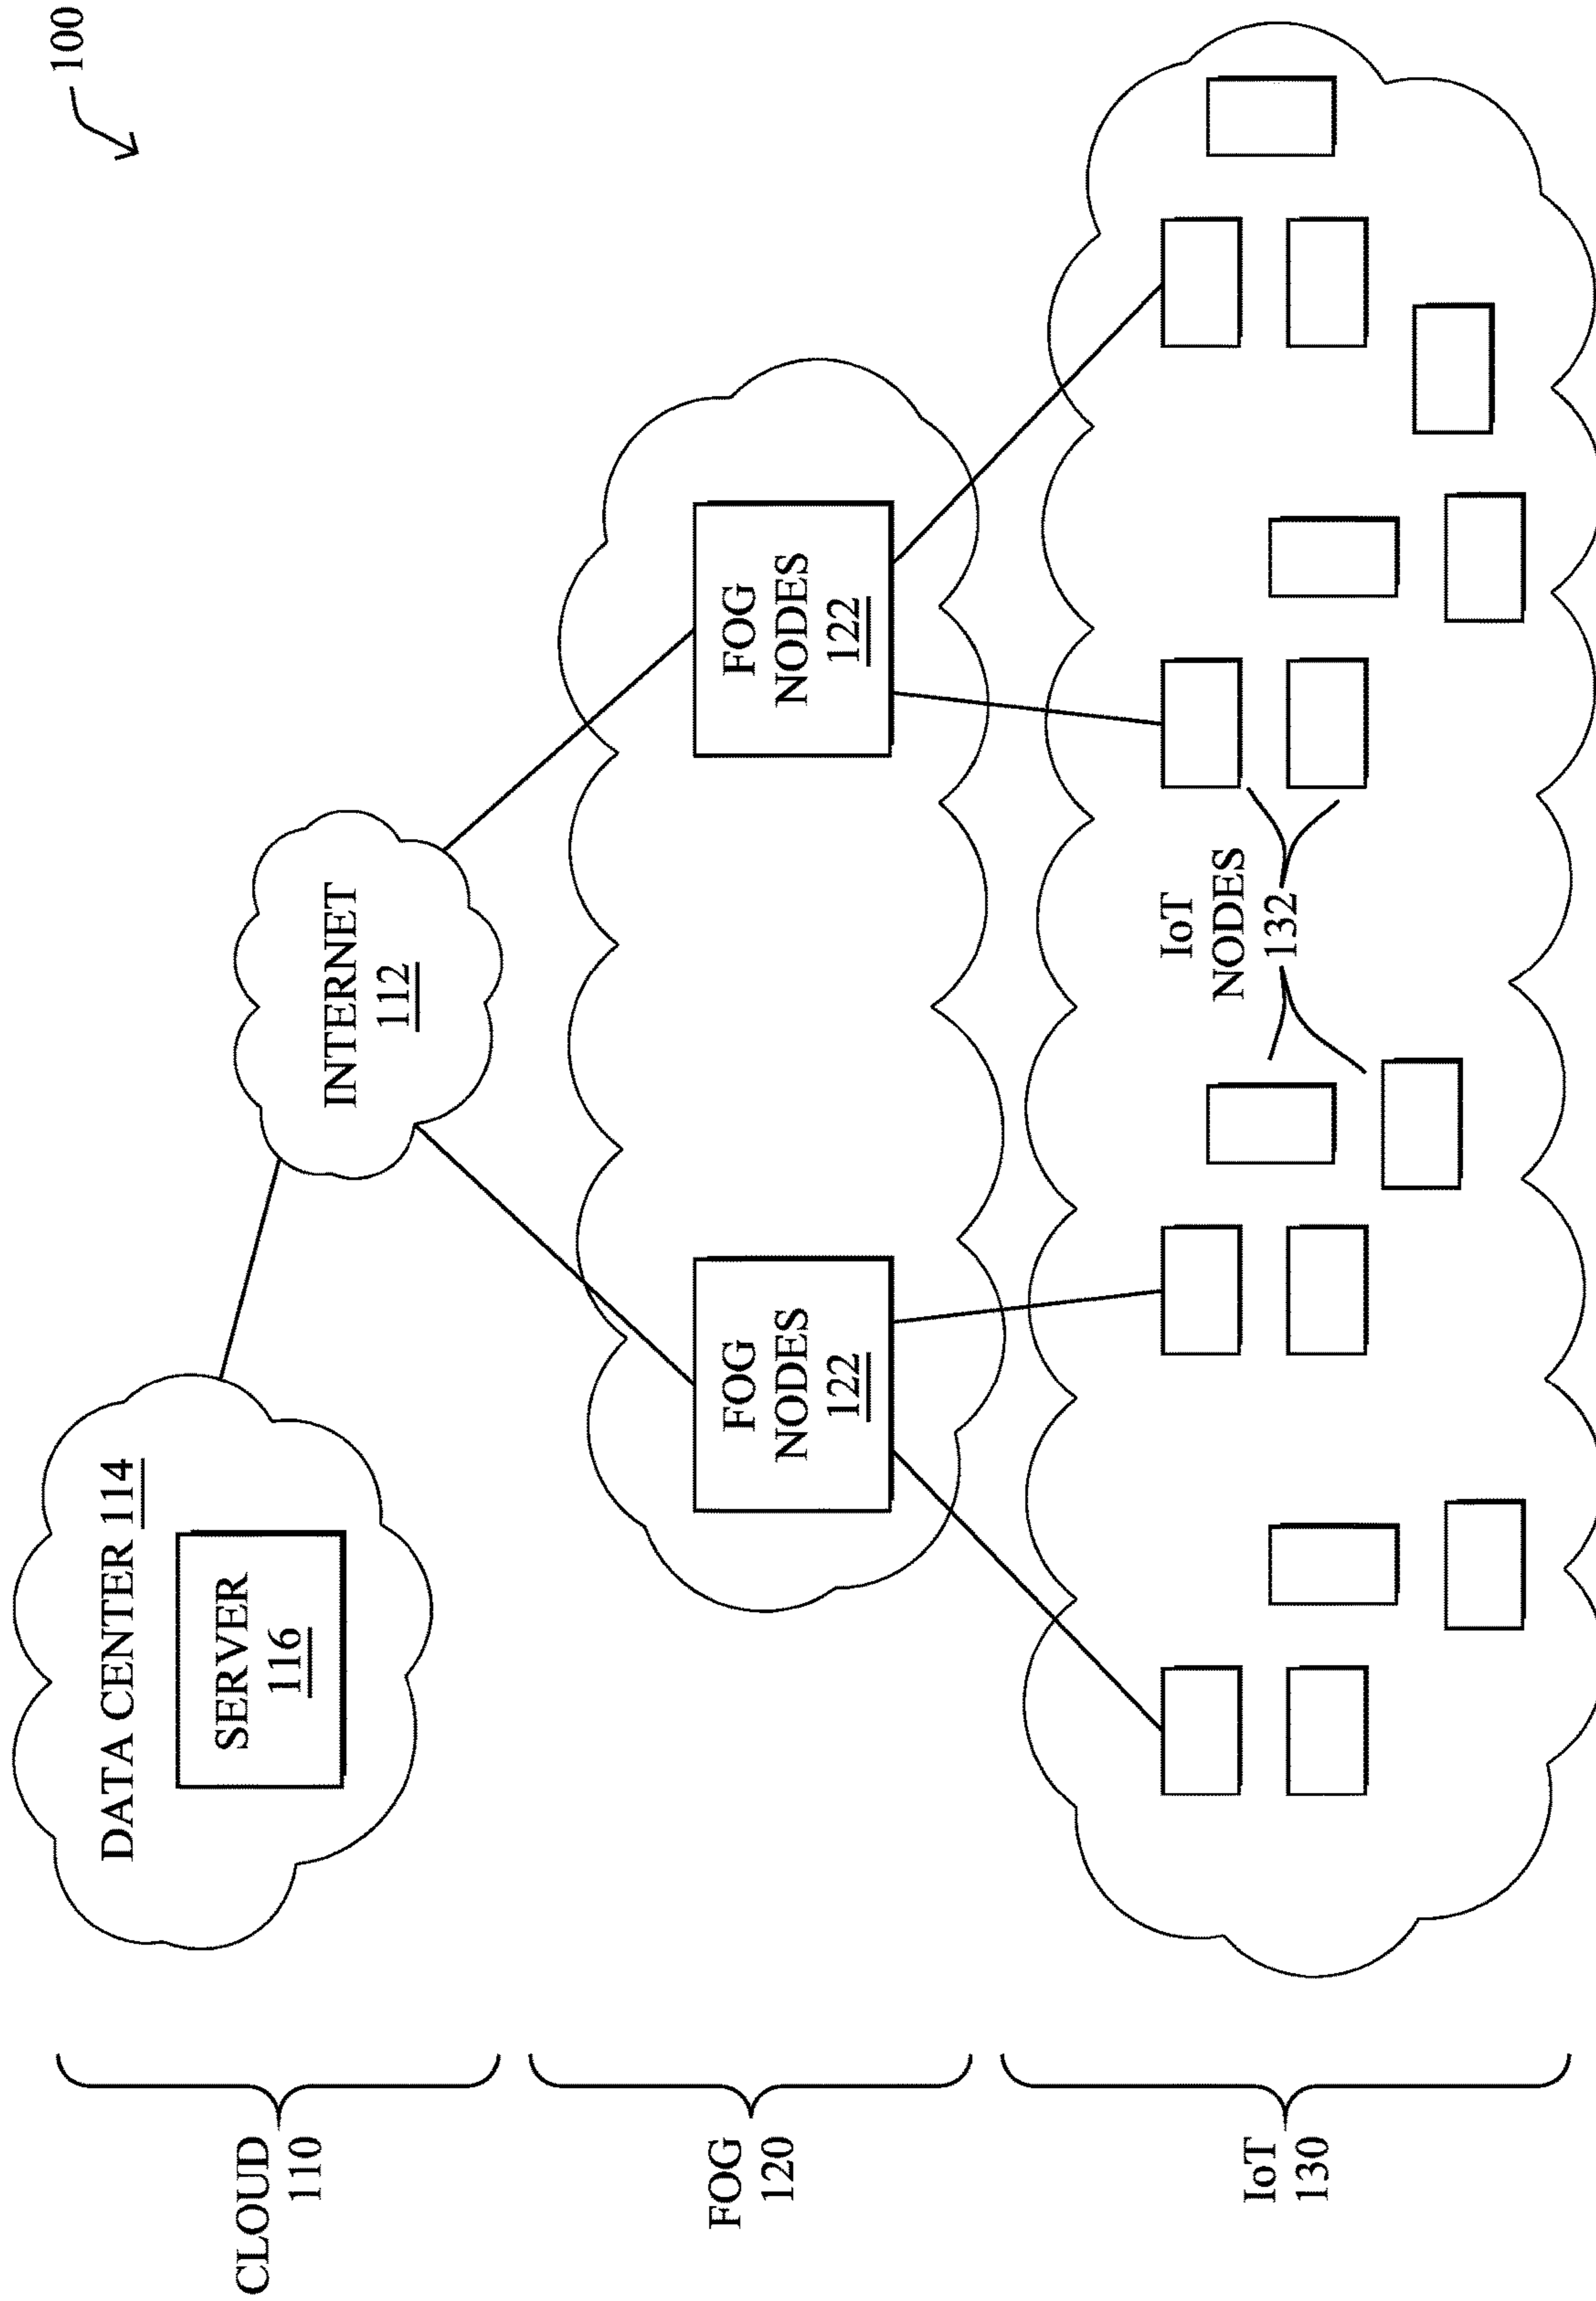 100
CLOUD
110
DATA CENTER 114
SERVER
116
INTERNET
112
FOG
120
FOG
NODES
122
FOG
NODES
122
IoT
130
IoT
NODES
132